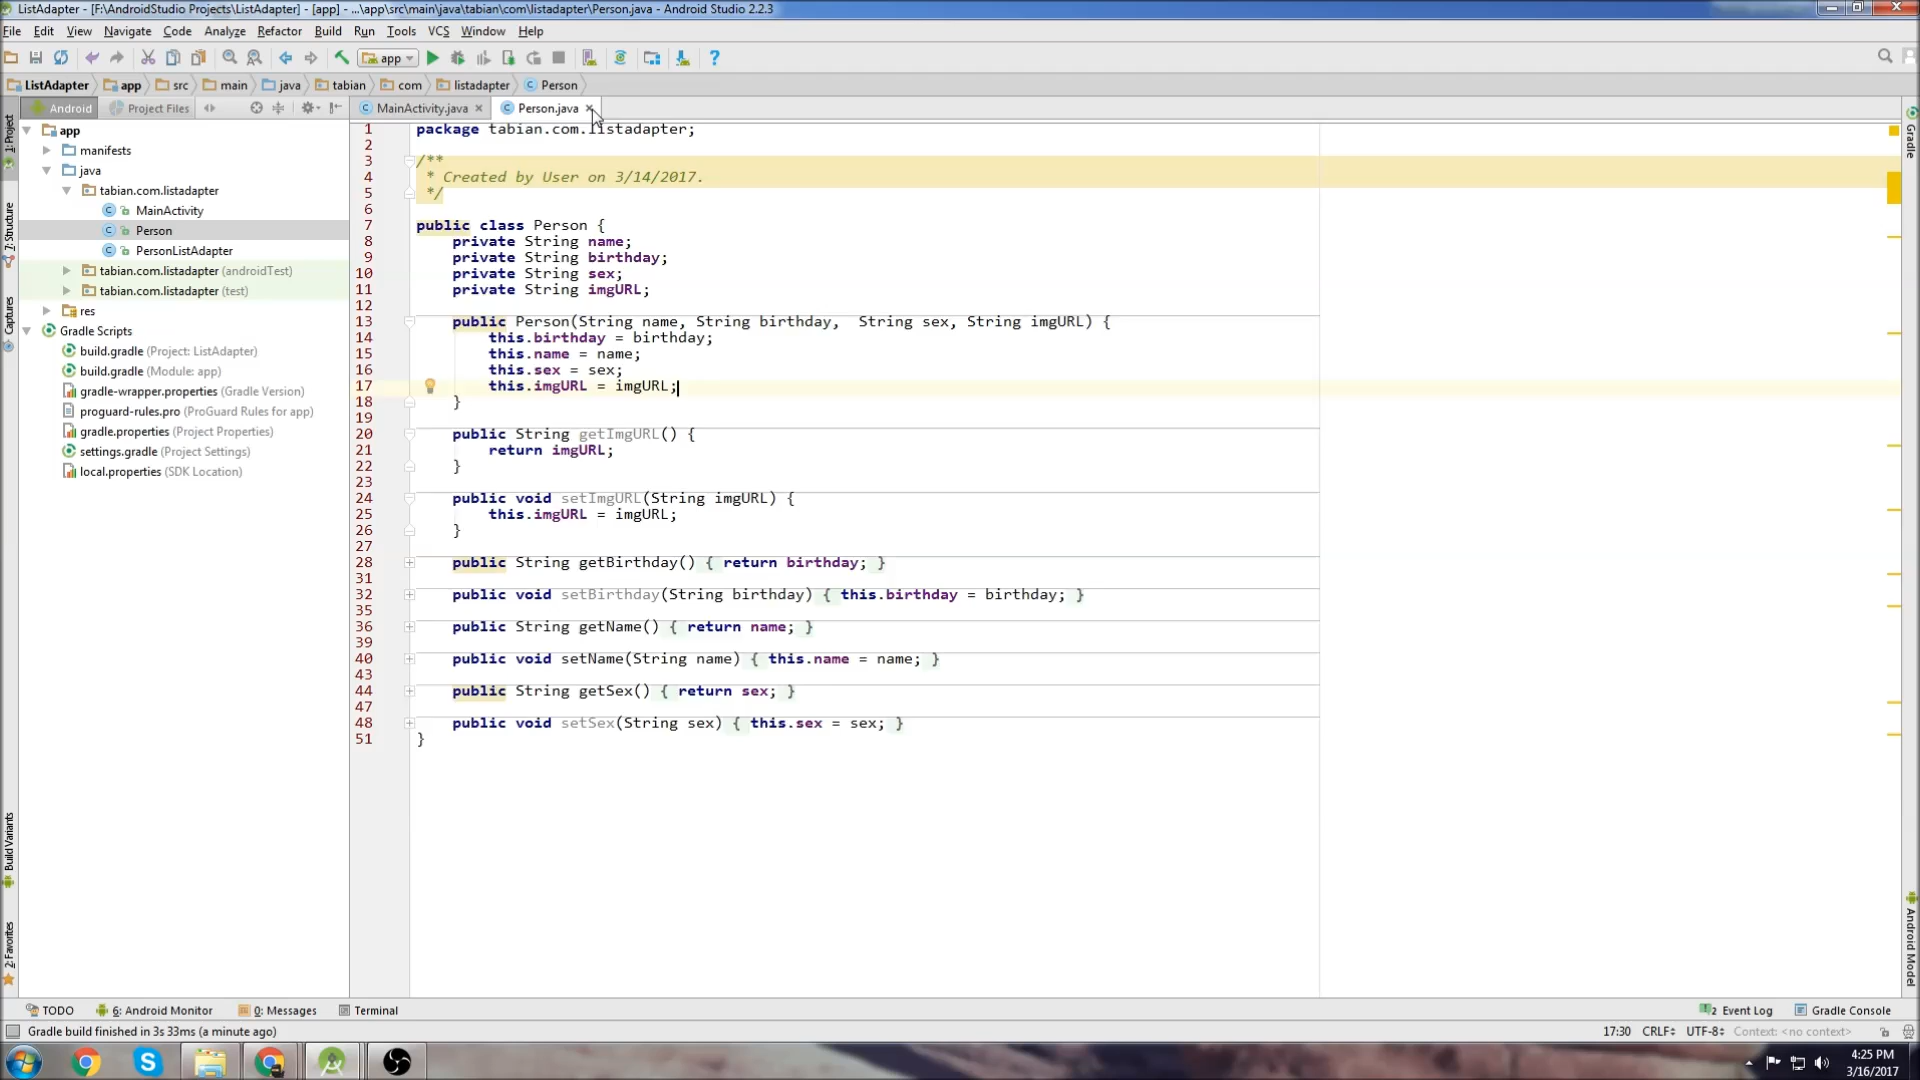 ListAdapter - [F:\AndroidStudio Projects\ListAdapter] - [app] - ...\app\src\main\java\tabian\com\listadapter\Person.java - Android Studio 2.2.3
File Edit View Navigate Code Analyze Refactor Build Run Tools VCS Window Help
app
ListAdapter app src main java tabian com listadapter Person
Android Project Files MainActivity.java Person.java
1: Project
7: Structure
Captures
Build Variants
2: Favorites
app
manifests
java
tabian.com.listadapter
MainActivity
Person
PersonListAdapter
tabian.com.listadapter (androidTest)
tabian.com.listadapter (test)
res
Gradle Scripts
build.gradle (Project: ListAdapter)
build.gradle (Module: app)
gradle-wrapper.properties (Gradle Version)
proguard-rules.pro (ProGuard Rules for app)
gradle.properties (Project Properties)
settings.gradle (Project Settings)
local.properties (SDK Location)
1 package tabian.com.listadapter;
2
3 /**
4 * Created by User on 3/14/2017.
5 */
6
7 public class Person {
8 private String name;
9 private String birthday;
10 private String sex;
11 private String imgURL;
12
13 public Person(String name, String birthday, String sex, String imgURL) {
14 this.birthday = birthday;
15 this.name = name;
16 this.sex = sex;
17 this.imgURL = imgURL;
18 }
19
20 public String getImgURL() {
21 return imgURL;
22 }
23
24 public void setImgURL(String imgURL) {
25 this.imgURL = imgURL;
26 }
27
28 public String getBirthday() { return birthday; }
31
32 public void setBirthday(String birthday) { this.birthday = birthday; }
35
36 public String getName() { return name; }
39
40 public void setName(String name) { this.name = name; }
43
44 public String getSex() { return sex; }
47
48 public void setSex(String sex) { this.sex = sex; }
51 }
Gradle
Android Model
TODO 6: Android Monitor 0: Messages Terminal 2 Event Log Gradle Console
Gradle build finished in 3s 33ms (a minute ago) 17:30 CRLF UTF-8 Context: <no context>
4:25 PM
3/16/2017